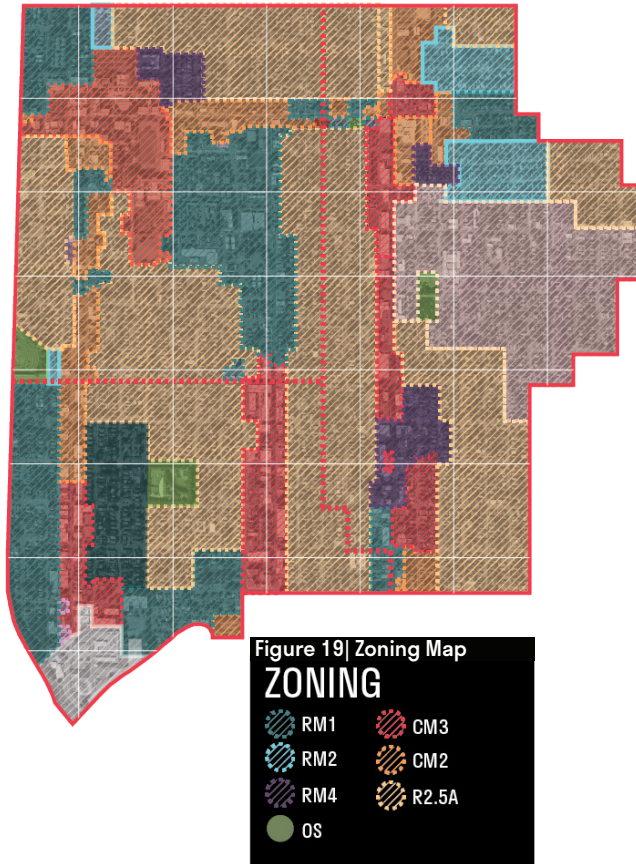 Figure 19| Zoning Map
ZONING
RM1
CM3
RM2
CM2
RM4
R2.5A
OS